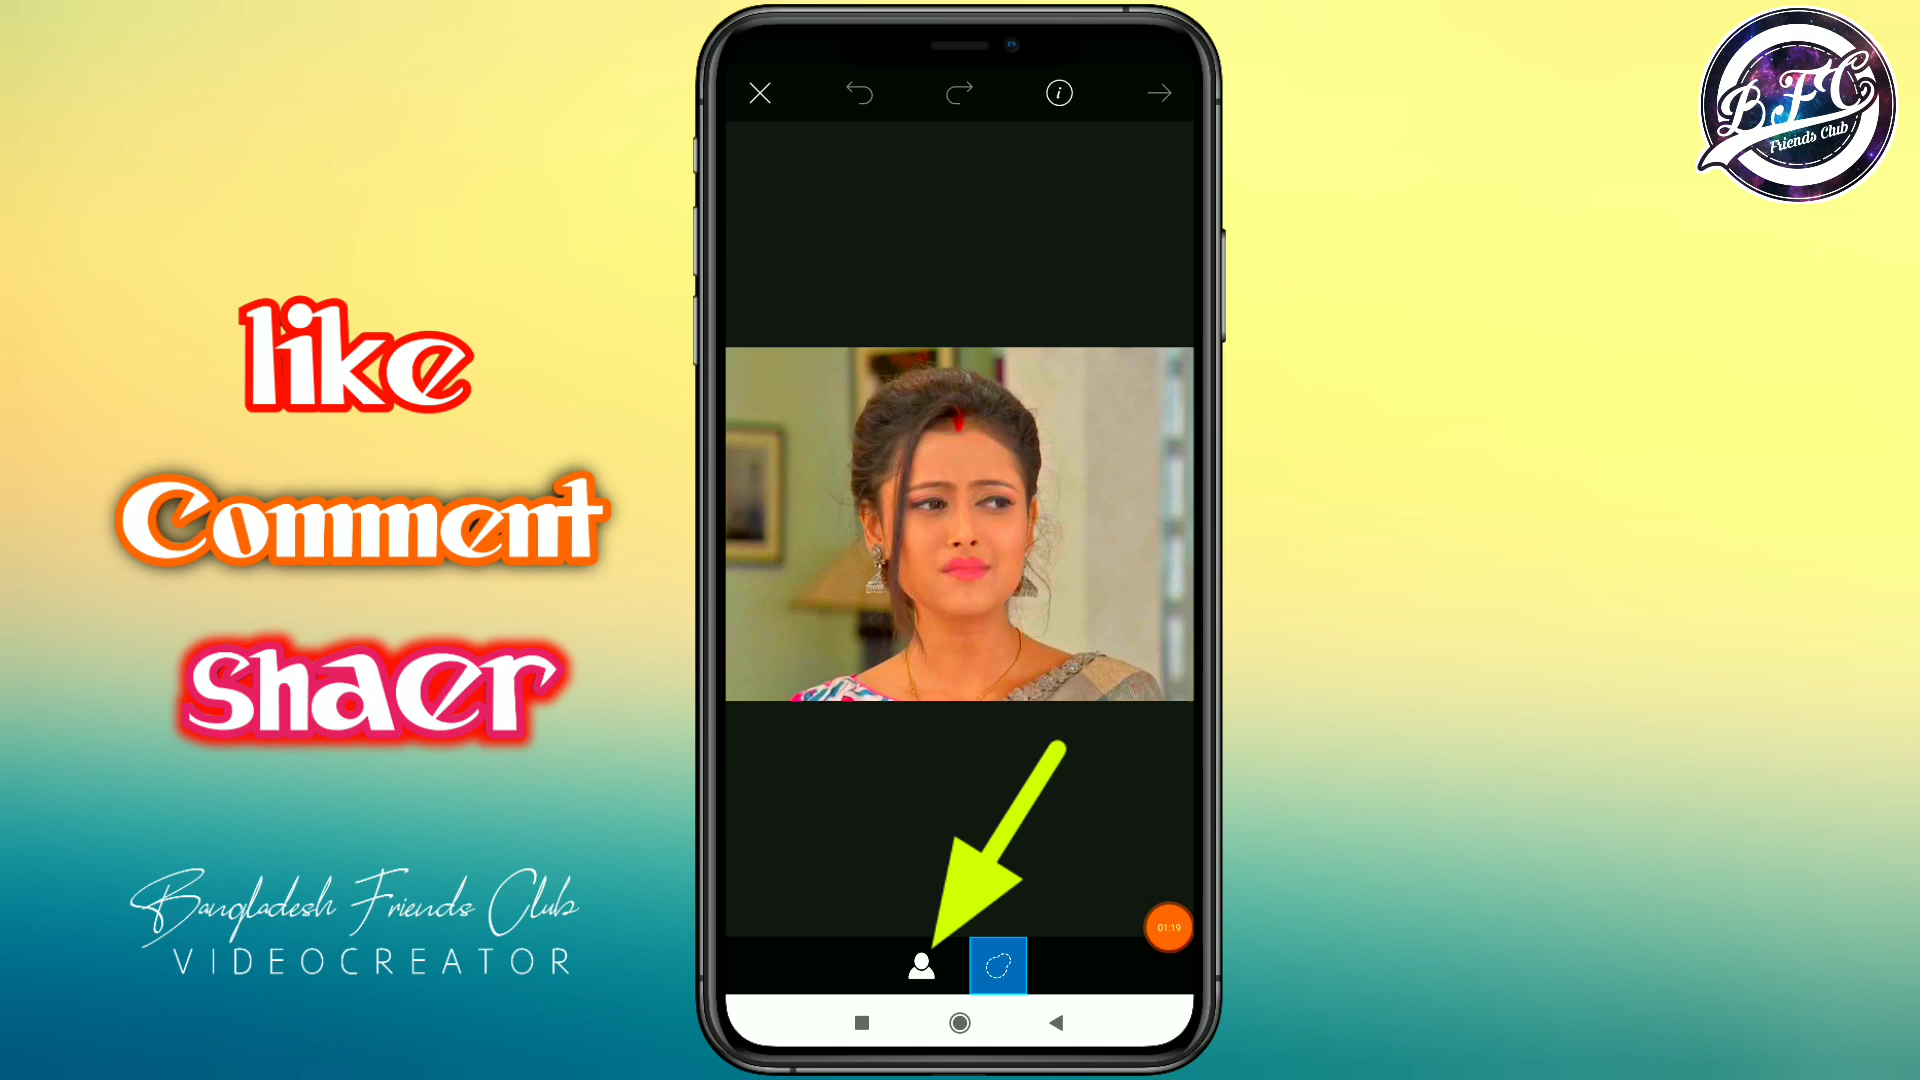 BFC
Friends Club
like
Comment
shaer
01:19
Bangladesh Friends Club
VIDEOCREATOR